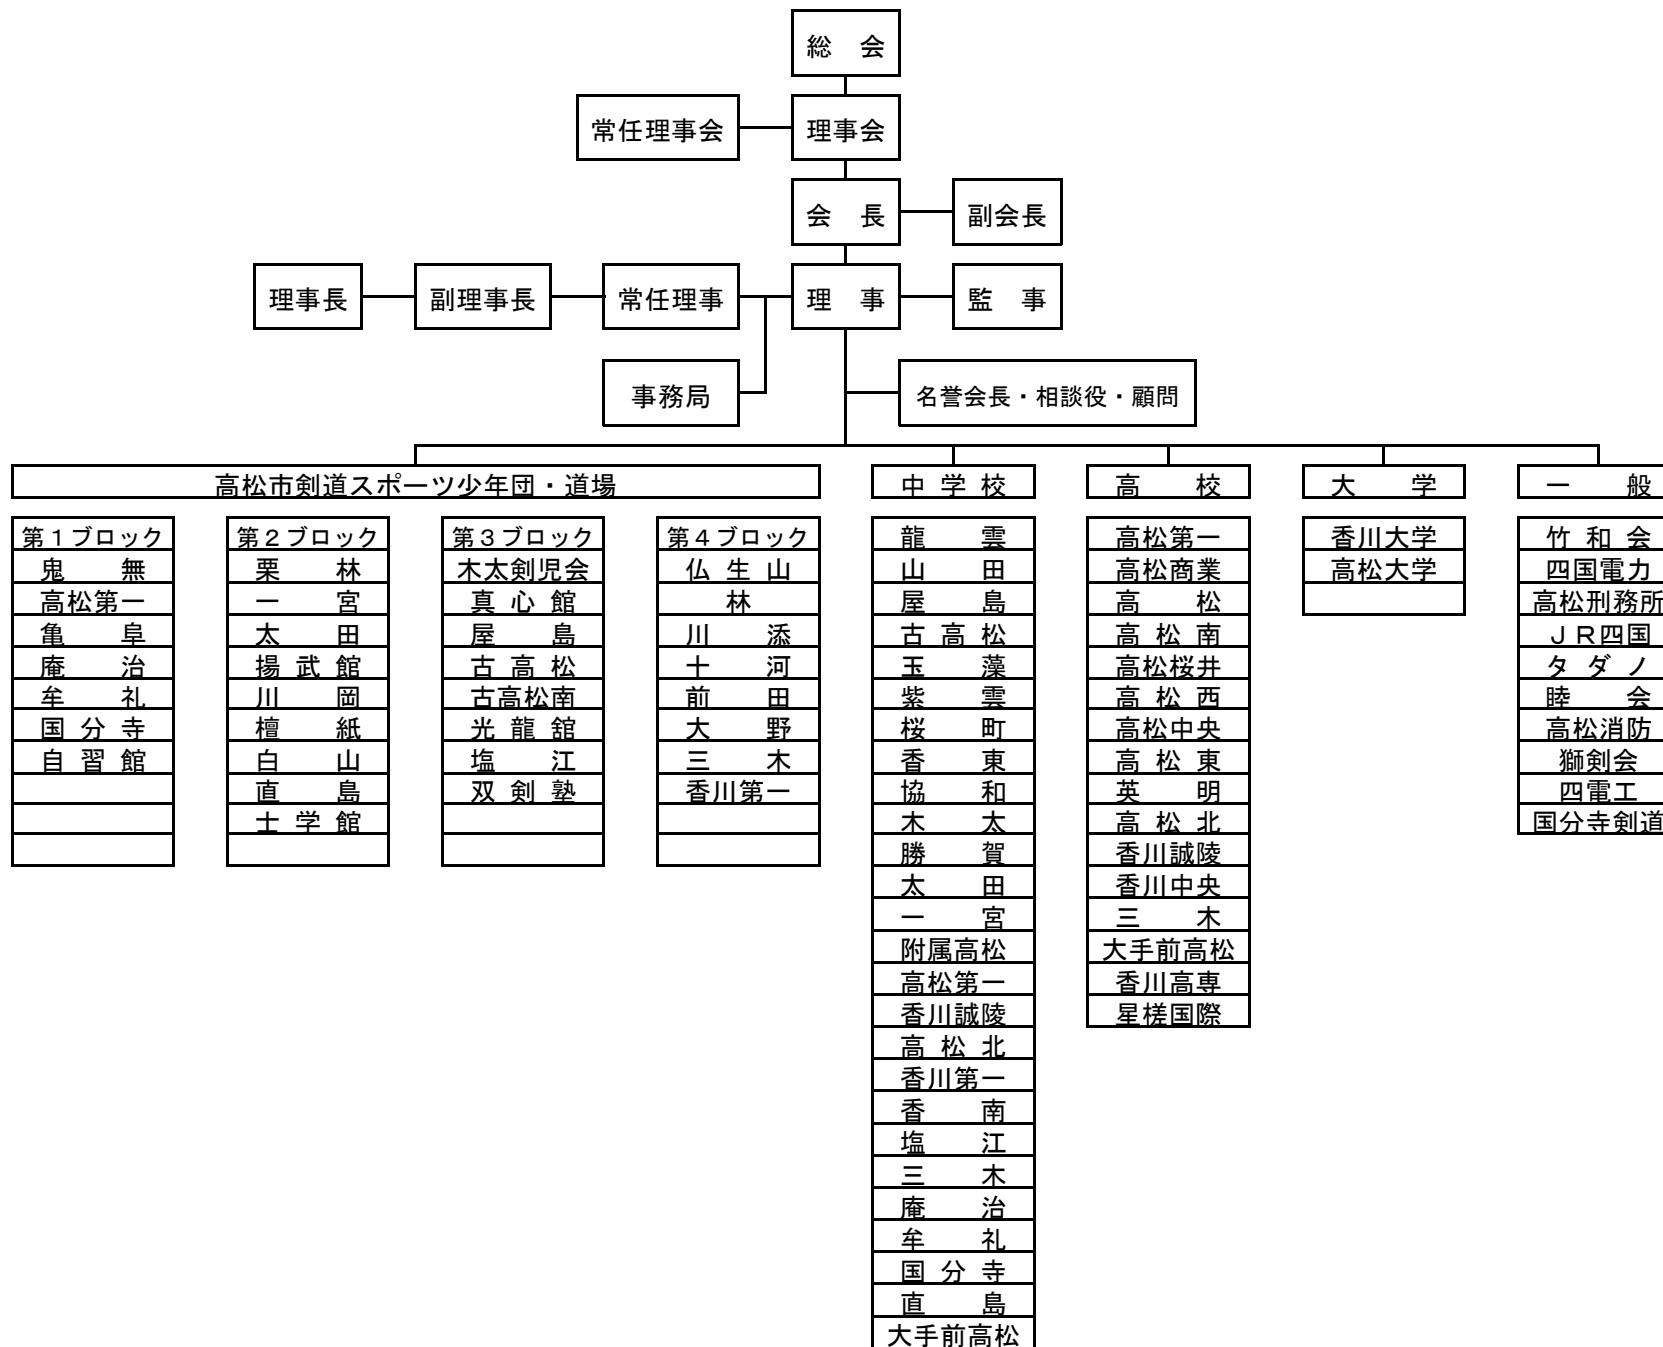 総　会
常任理事会
理事会
会　長
副会長
理事長
副理事長
常任理事
理　事
監　事
事務局
名誉会長・相談役・顧問
高松市剣道スポーツ少年団・道場
第１ブロック
鬼　　無
高松第一
亀　　阜
庵　　治
牟　　礼
国 分 寺
自 習 館
第２ブロック
栗　　林
一　　宮
太　　田
揚 武 館
川　　岡
檀　　紙
白　　山
直　　島
士 学 館
第３ブロック
木太剣児会
真 心 館
屋　　島
古 高 松
古高松南
光 龍 舘
塩　　江
双 剣 塾
第４ブロック
仏 生 山
林
川　　添
十　　河
前　　田
大　　野
三　　木
香川第一
中 学 校
龍　　雲
山　　田
屋　　島
古 高 松
玉　　藻
紫　　雲
桜　　町
香　　東
協　　和
木　　太
勝　　賀
太　　田
一　　宮
附属高松
高松第一
香川誠陵
高 松 北
香川第一
香　　南
塩　　江
三　　木
庵　　治
牟　　礼
国 分 寺
直　　島
大手前高松
高　　校
高松第一
高松商業
高　　松
高 松 南
高松桜井
高 松 西
高松中央
高 松 東
英　　明
高 松 北
香川誠陵
香川中央
三　　木
大手前高松
香川高専
星槎国際
大　　学
香川大学
高松大学
一　　般
竹 和 会
四国電力
高松刑務所
ＪＲ四国
タ ダ ノ
睦　　会
高松消防
獅剣会
四電工
国分寺剣道